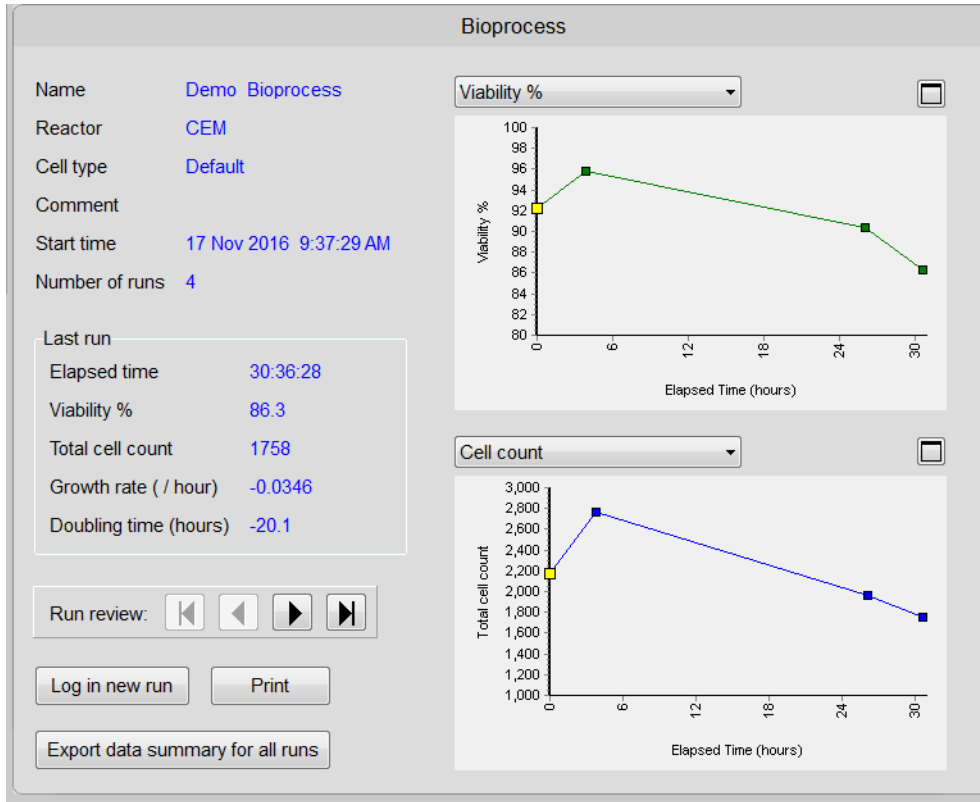 Bioprocess
Name Demo Bioprocess
Reactor CEM
Cell type Default
Comment
Start time 17 Nov 2016 9:37:29 AM
Number of runs 4
Last run
Elapsed time 30:36:28
Viability % 86.3
Total cell count 1758
Growth rate ( / hour) -0.0346
Doubling time (hours) -20.1
Run review:
Log in new run Print
Export data summary for all runs
Viability %
100
98
96
94
92
90
88
86
84
82
80
Viability %
0 6 12 18 24 30
Elapsed Time (hours)
Cell count
3,000
2,800
2,600
2,400
2,200
2,000
1,800
1,600
1,400
1,200
1,000
Total cell count
0 6 12 18 24 30
Elapsed Time (hours)